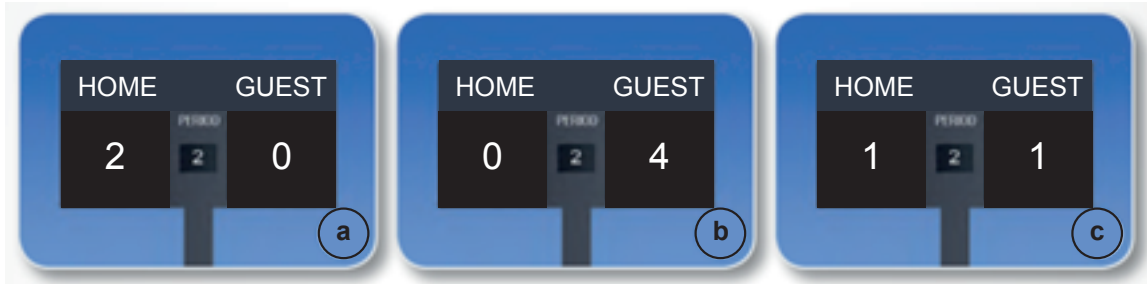 HOME GUEST
PERIOD
2 2 0
a
HOME GUEST
PERIOD
0 2 4
b
HOME GUEST
PERIOD
1 2 1
c